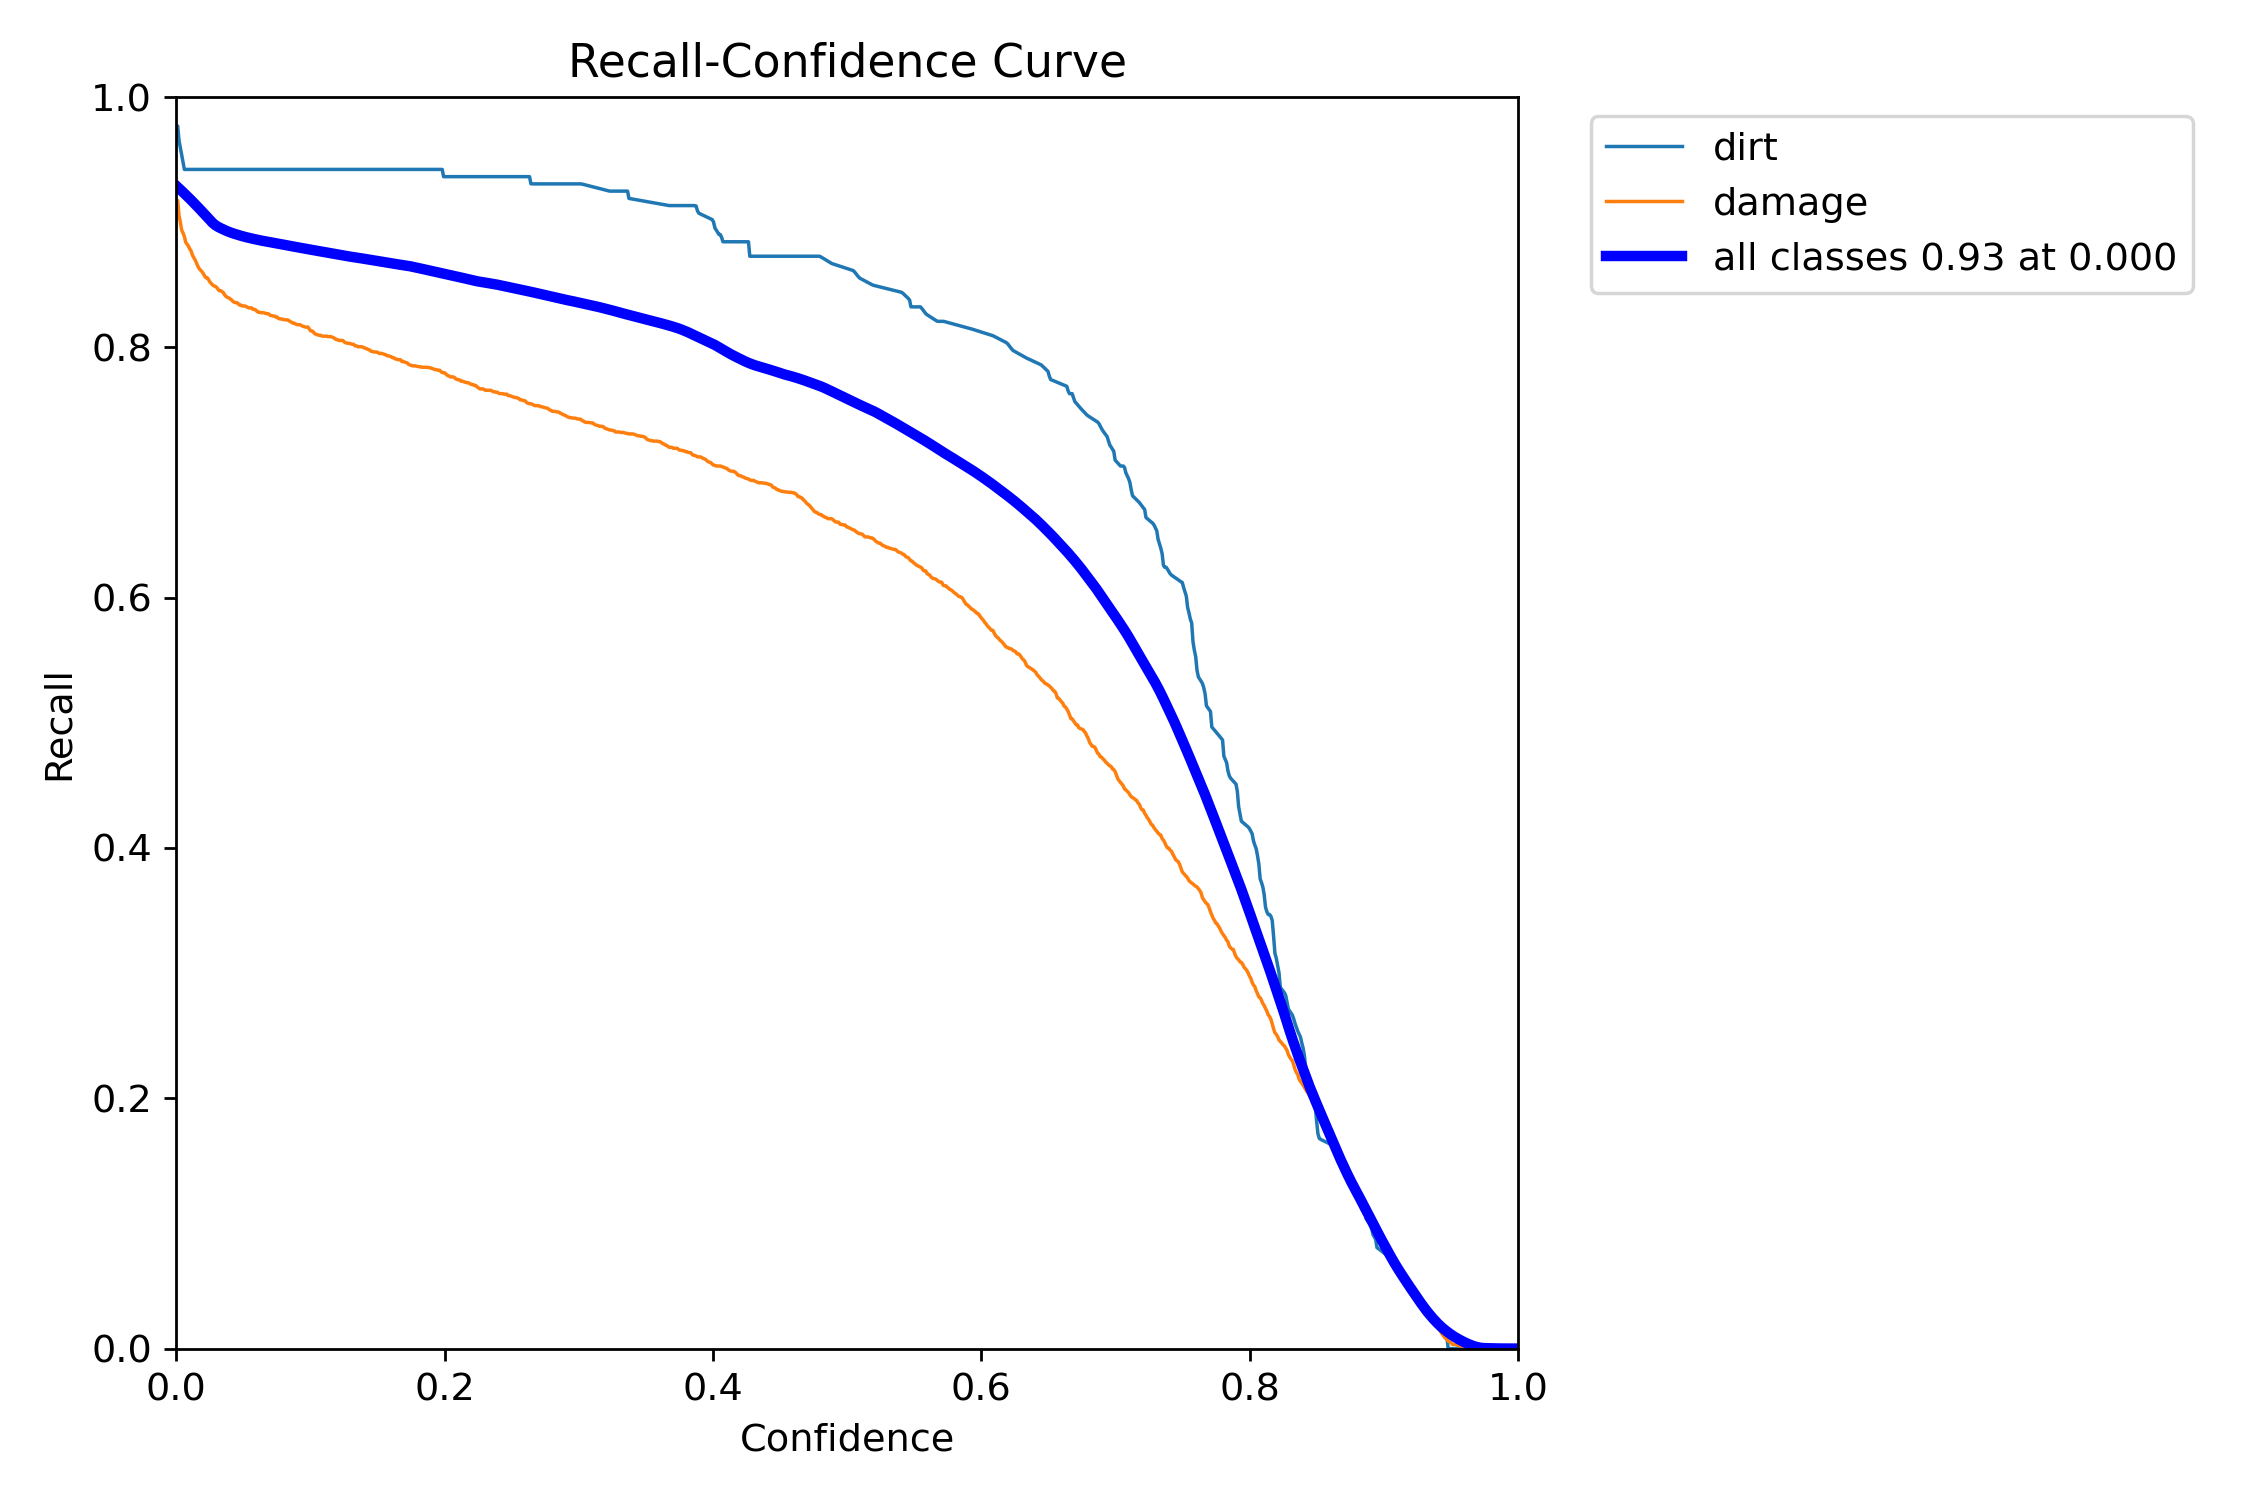 Recall-Confidence Curve
1.0
0.8
0.6
0.4
0.2
0.0
Recall
0.0 0.2 0.4 0.6 0.8 1.0
Confidence
dirt
damage
all classes 0.93 at 0.000